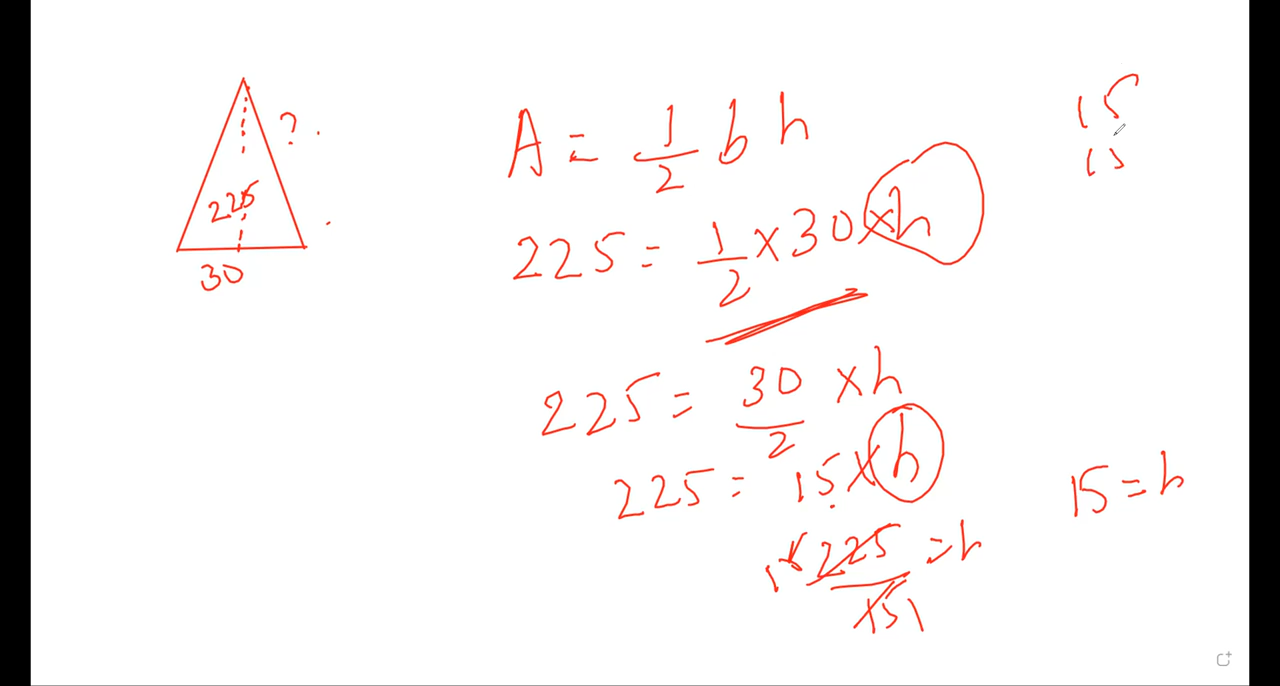 ?
225
30
A = 1/2 b h
225 = 1/2 × 30 × h
225 = 30/2 × h
225 = 15 × h
225/15 = h
15
15
15 = h